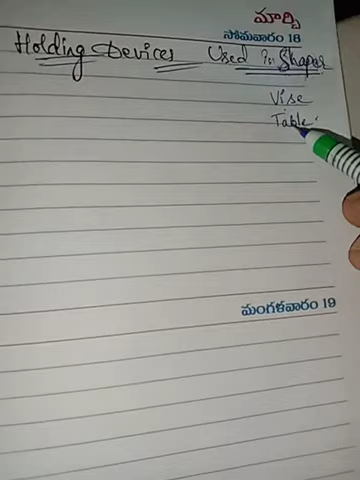 మార్చి
సోమవారం 18
Holding Devices Used in Shaper
Vise
Table
మంగళవారం 19